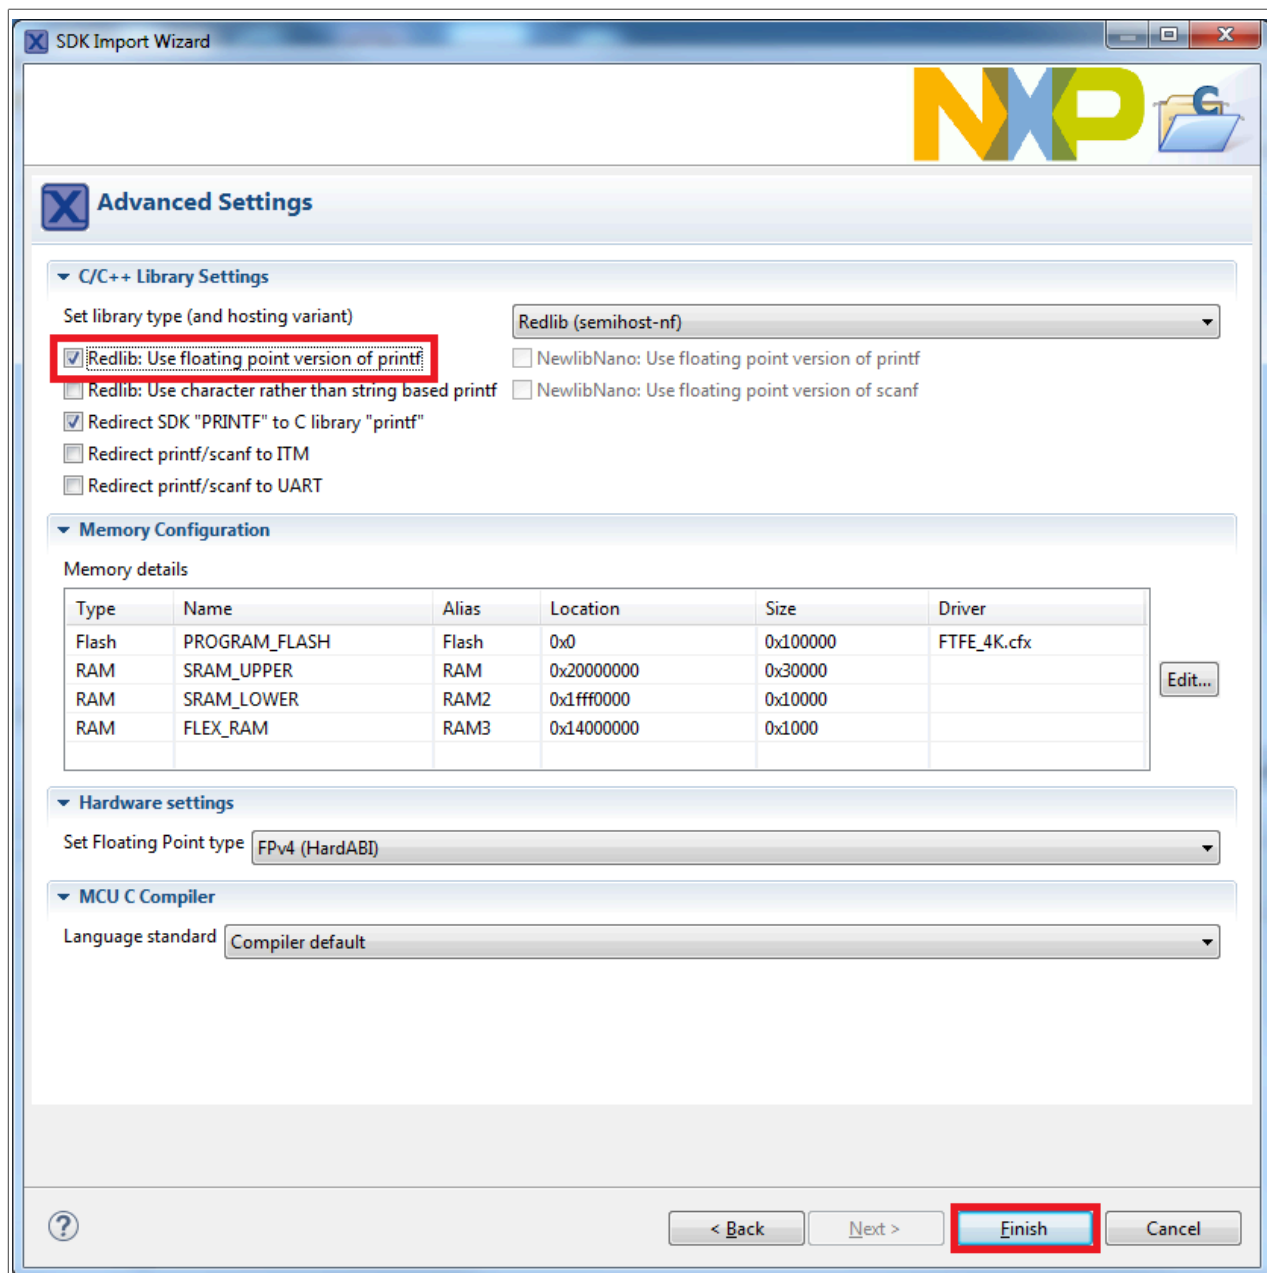 SDK Import Wizard
NXP
Advanced Settings
C/C++ Library Settings
Set library type (and hosting variant) Redlib (semihost-nf)
Redlib: Use floating point version of printf NewlibNano: Use floating point version of printf
Redlib: Use character rather than string based printf NewlibNano: Use floating point version of scanf
Redirect SDK "PRINTF" to C library "printf"
Redirect printf/scanf to ITM
Redirect printf/scanf to UART
Memory Configuration
Memory details
Type Name Alias Location Size Driver
Flash PROGRAM_FLASH Flash 0x0 0x100000 FTFE_4K.cfx
RAM SRAM_UPPER RAM 0x20000000 0x30000
Edit...
RAM SRAM_LOWER RAM2 0x1fff0000 0x10000
RAM FLEX_RAM RAM3 0x14000000 0x1000
Hardware settings
Set Floating Point type FPv4 (HardABI)
MCU C Compiler
Language standard Compiler default
< Back Next > Finish Cancel